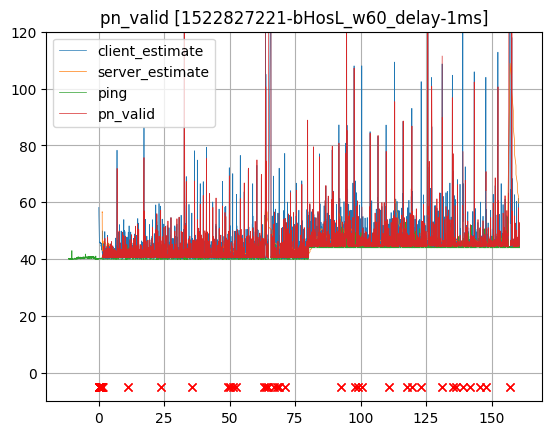 pn_valid [1522827221-bHosL_w60_delay-1ms]
client_estimate
server_estimate
ping
pn_valid
120
100
80
60
40
20
0
0 25 50 75 100 125 150